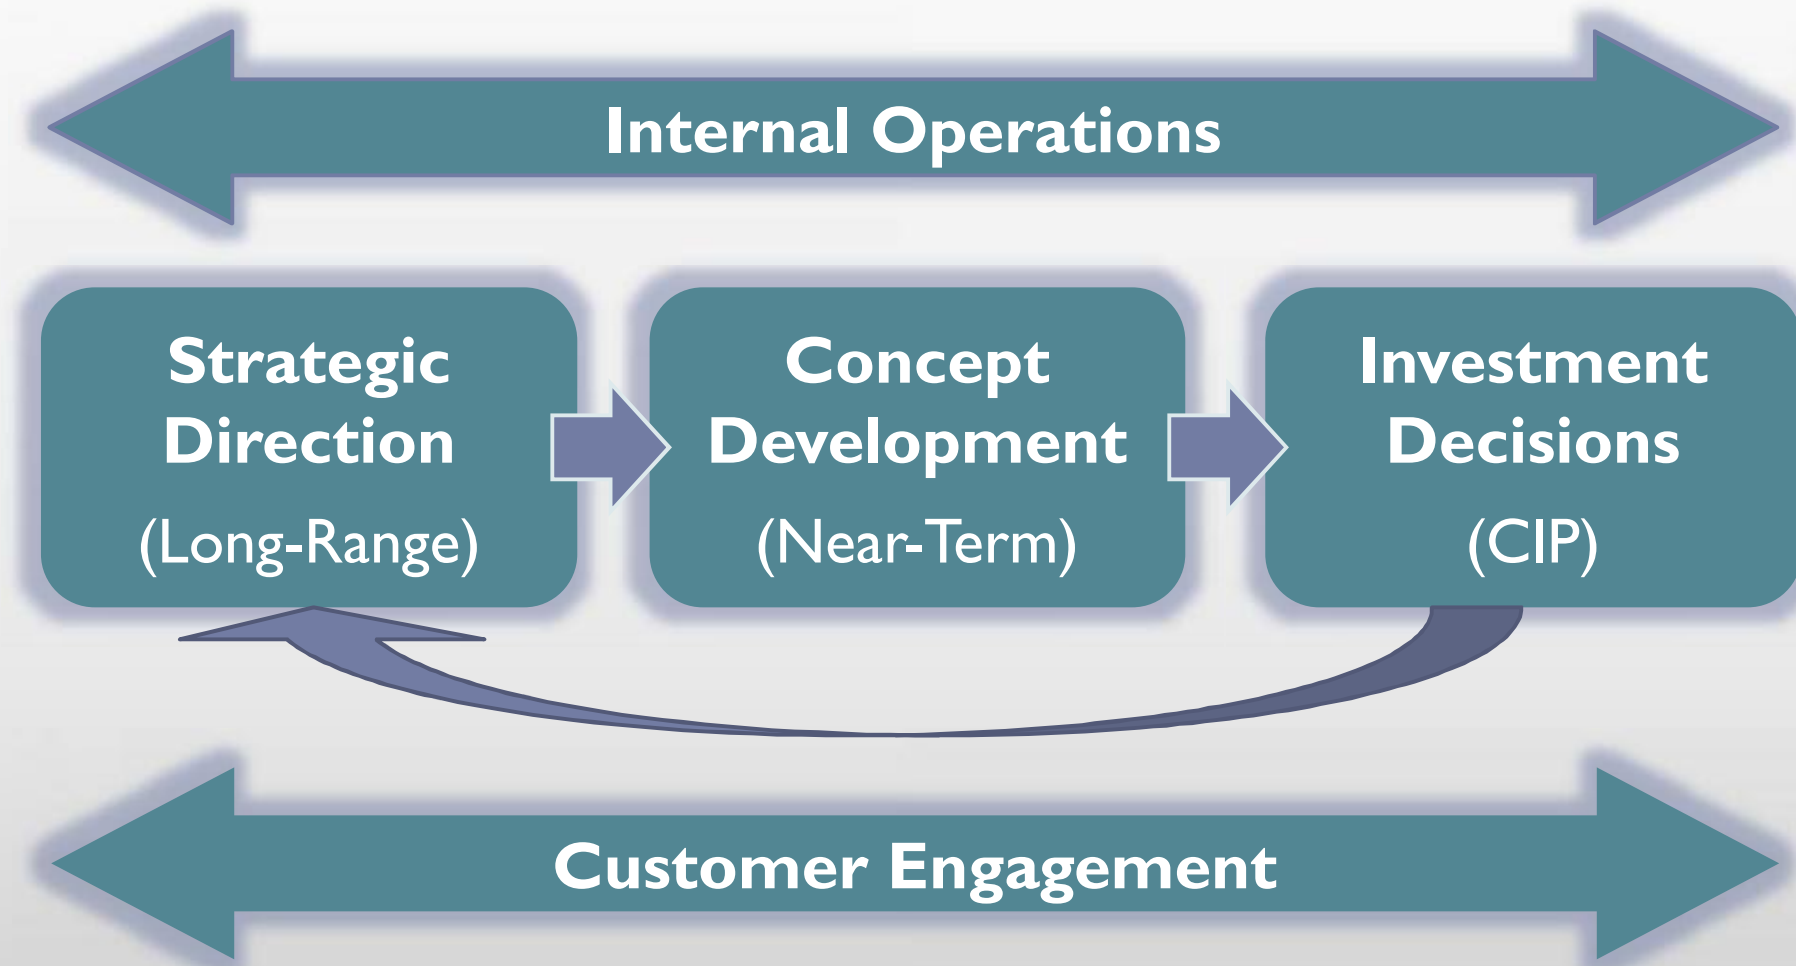 Internal Operations
Strategic
Direction
(Long-Range)
Concept
Development
(Near-Term)
Investment
Decisions
(CIP)
Customer Engagement